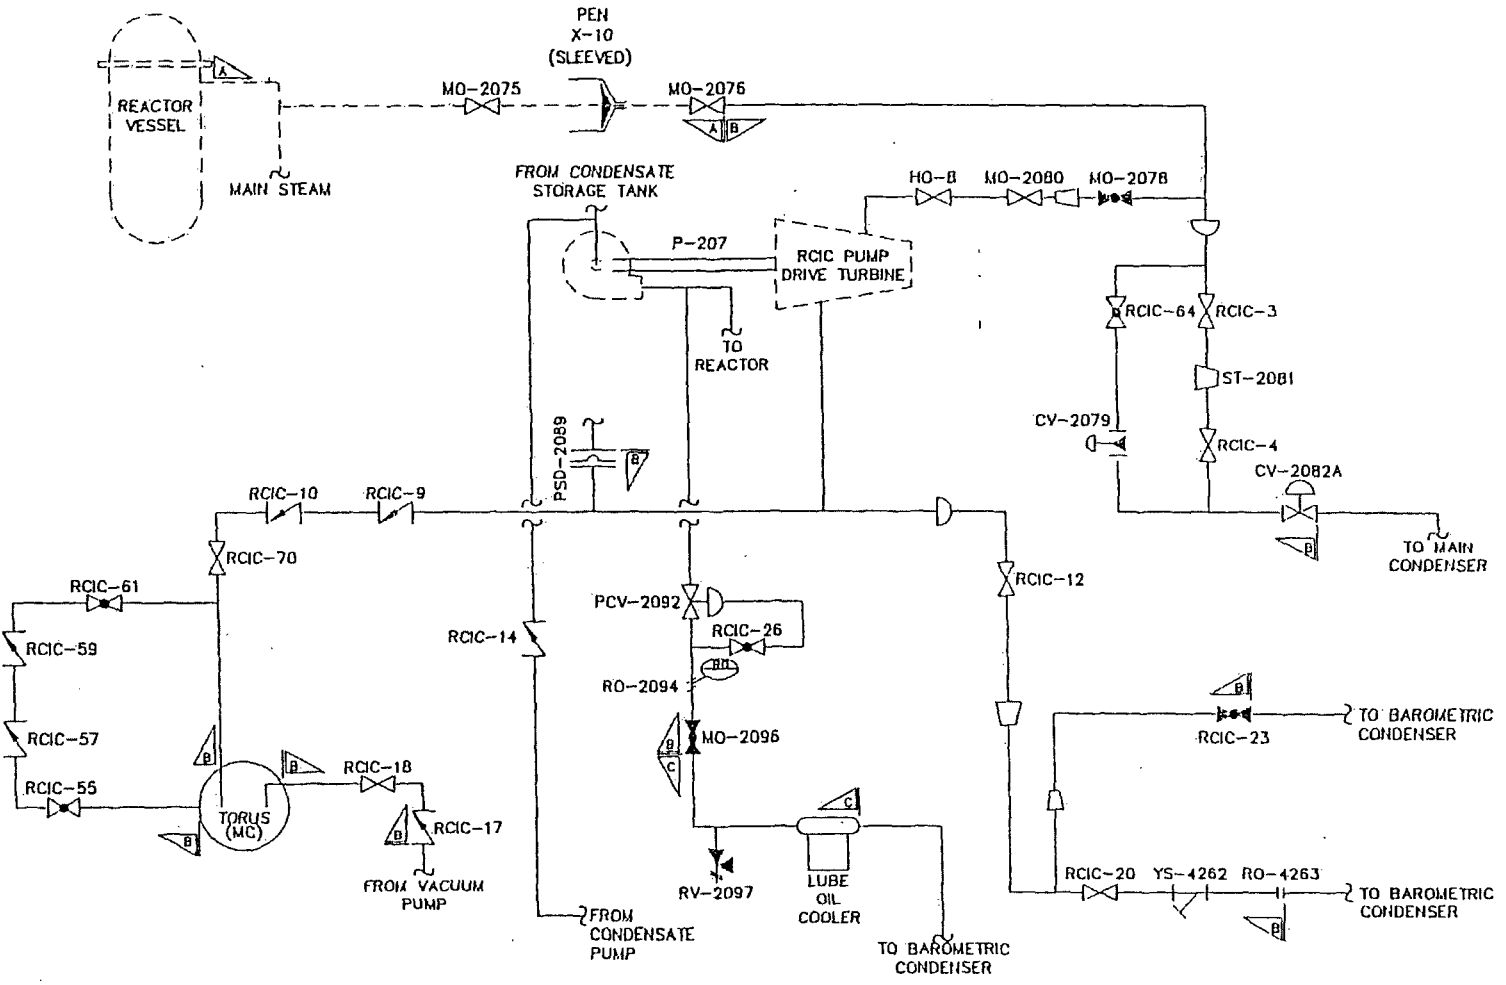 PEN
X-10
(SLEEVED)
A
REACTOR
VESSEL
MAIN STEAM
MO-2075
MO-2076
A
B
FROM CONDENSATE
STORAGE TANK
HO-8
MO-2080
MO-2078
P-207
RCIC PUMP
DRIVE TURBINE
TO
REACTOR
RCIC-64
RCIC-3
ST-2081
CV-2079
RCIC-4
CV-2082A
B
TO MAIN
CONDENSER
PSD-2089
B
RCIC-10
RCIC-9
RCIC-70
RCIC-61
RCIC-59
RCIC-57
RCIC-55
B
B
B
TORUS
(MC)
RCIC-18
B
RCIC-17
FROM VACUUM
PUMP
RCIC-14
FROM
CONDENSATE
PUMP
PCV-2092
RCIC-26
RO-2094
B
C
MO-2096
RV-2097
C
LUBE
OIL
COOLER
TO BAROMETRIC
CONDENSER
RCIC-12
B
RCIC-23
TO BAROMETRIC
CONDENSER
RCIC-20
YS-4262
RO-4263
B
TO BAROMETRIC
CONDENSER